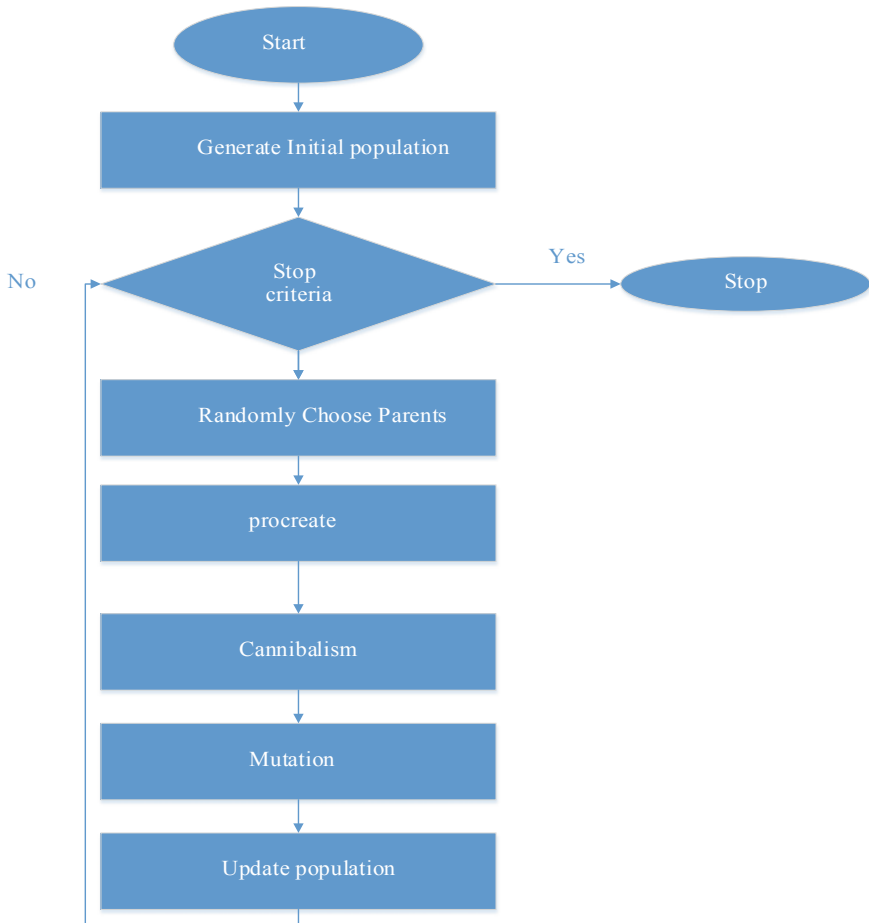 Start
Generate Initial population
No
Stop
criteria
Yes
Stop
Randomly Choose Parents
procreate
Cannibalism
Mutation
Update population